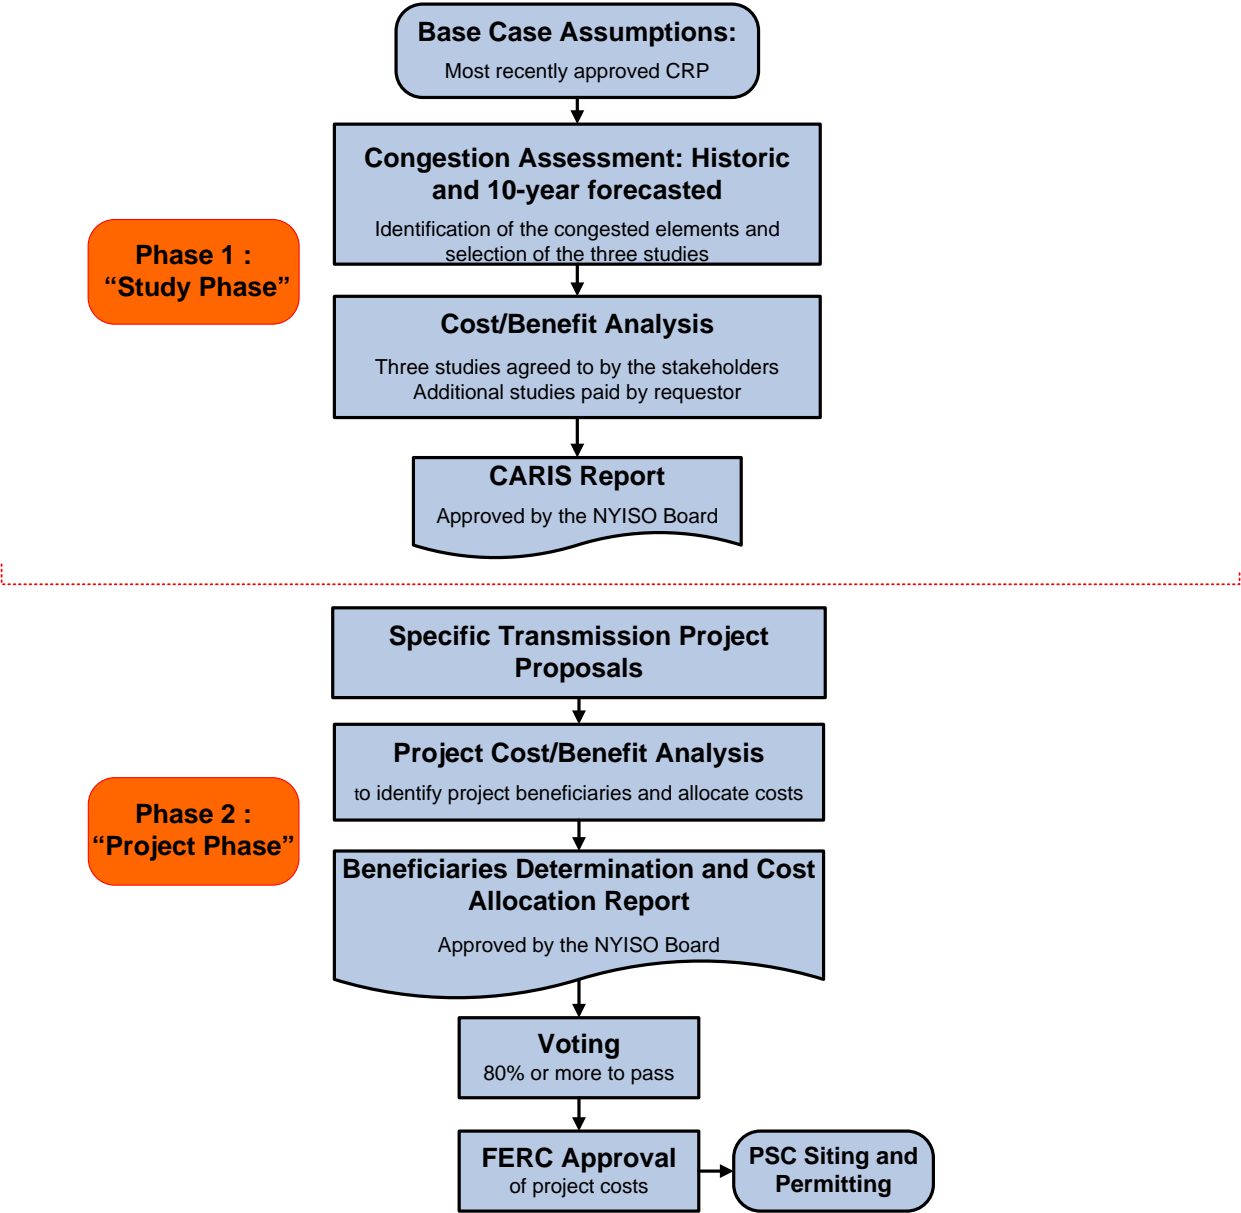 Base Case Assumptions:
Most recently approved CRP
Congestion Assessment: Historic
and 10-year forecasted
Identification of the congested elements and
selection of the three studies
Phase 1 :
“Study Phase”
Cost/Benefit Analysis
Three studies agreed to by the stakeholders
Additional studies paid by requestor
CARIS Report
Approved by the NYISO Board
Specific Transmission Project
Proposals
Project Cost/Benefit Analysis
to identify project beneficiaries and allocate costs
Phase 2 :
“Project Phase”
Beneficiaries Determination and Cost
Allocation Report
Approved by the NYISO Board
Voting
80% or more to pass
FERC Approval
of project costs
PSC Siting and
Permitting